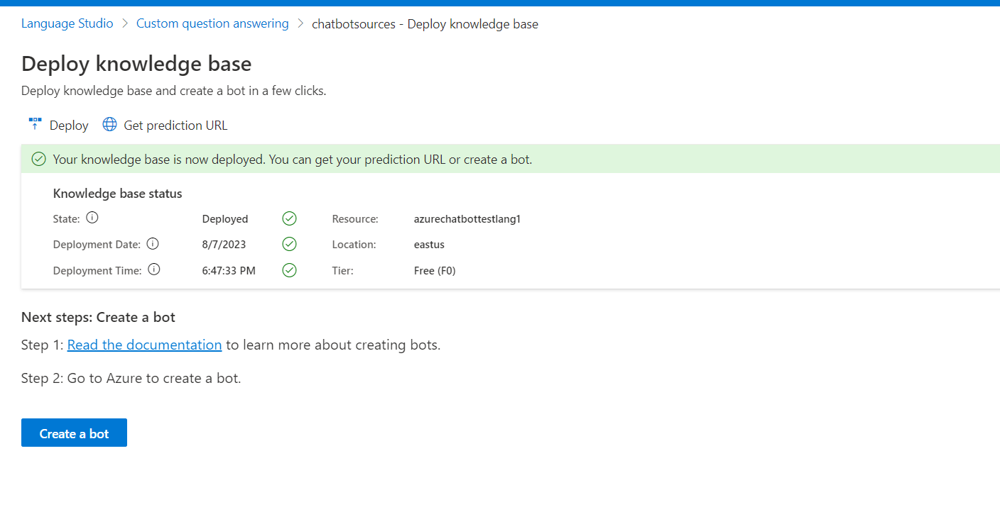 Language Studio > Custom question answering > chatbotsources - Deploy knowledge base
Deploy knowledge base
Deploy knowledge base and create a bot in a few clicks.
Deploy Get prediction URL
Your knowledge base is now deployed. You can get your prediction URL or create a bot.
Knowledge base status
State: Deployed Resource: azurechatbottestlang1
Deployment Date: 8/7/2023 Location: eastus
Deployment Time: 6:47:33 PM Tier: Free (F0)
Next steps: Create a bot
Step 1: Read the documentation to learn more about creating bots.
Step 2: Go to Azure to create a bot.
Create a bot